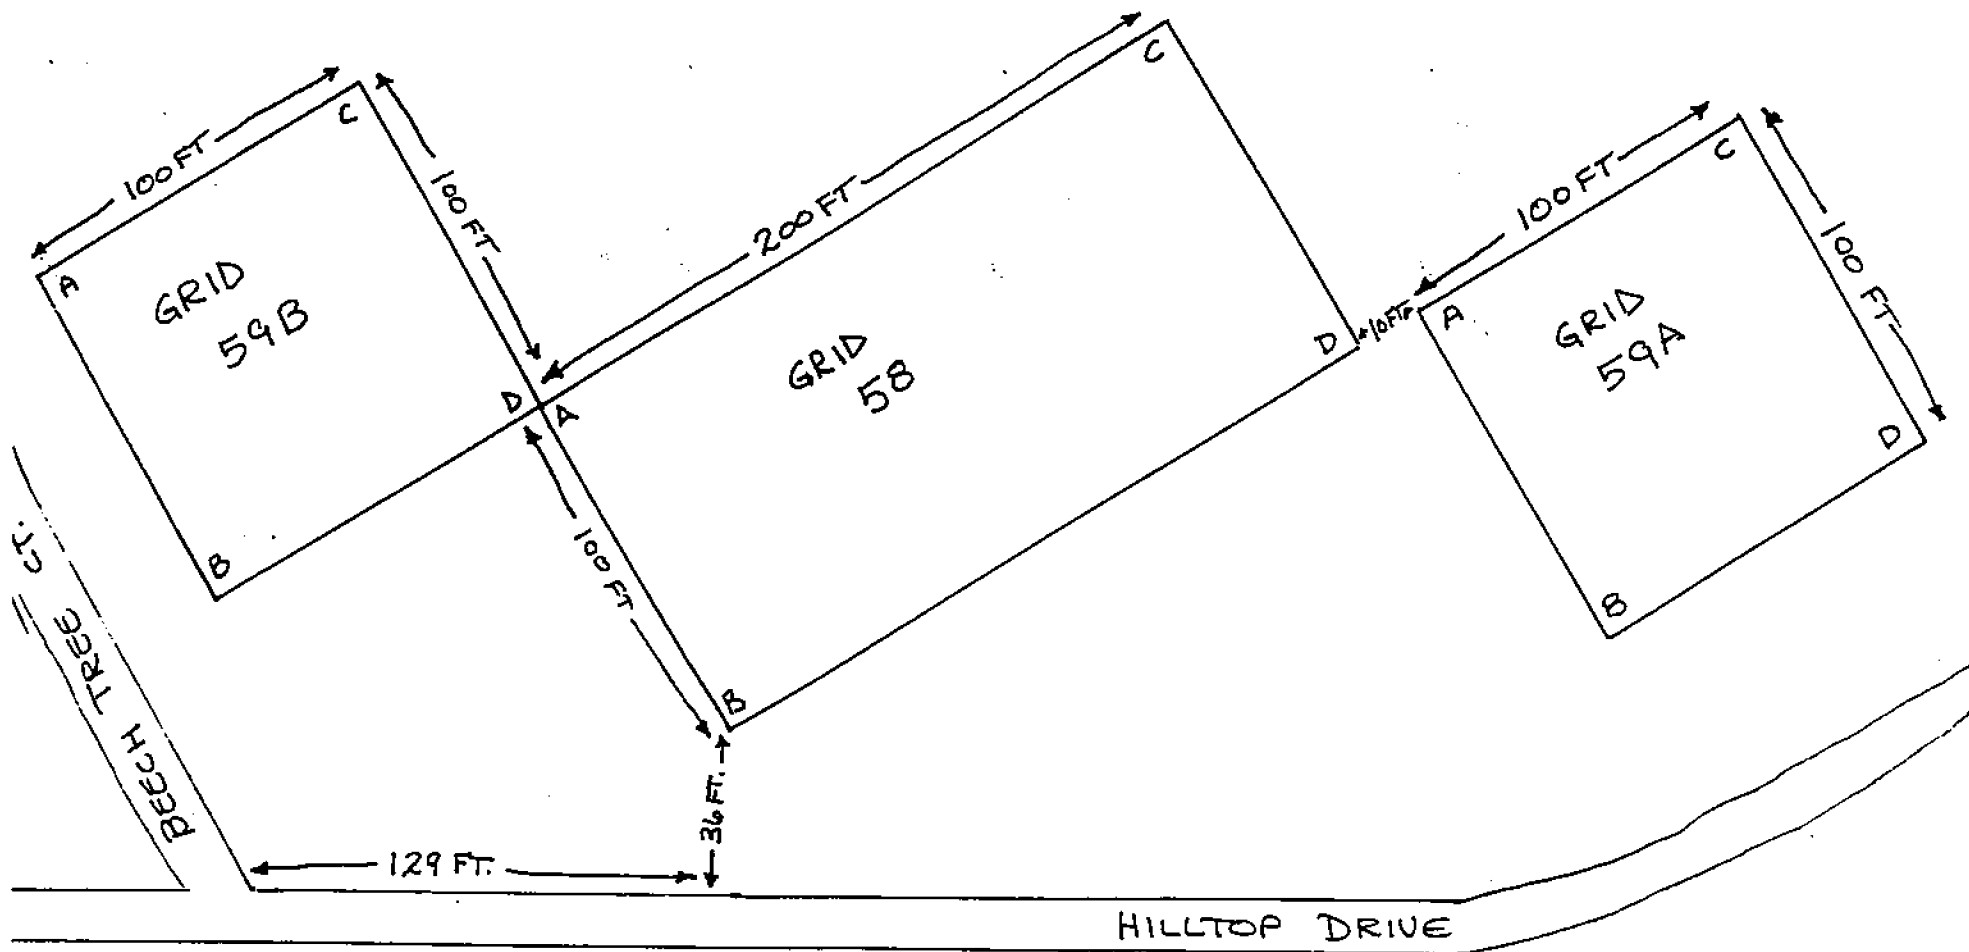 100 FT
C
100 FT
A
GRID
59B
D
B
200 FT
C
A
GRID
58
D
100 FT
B
10 FT
100 FT
C
100 FT
A
GRID
59A
D
B
36 FT.
129 FT.
BEECH TREE CT.
HILLTOP DRIVE